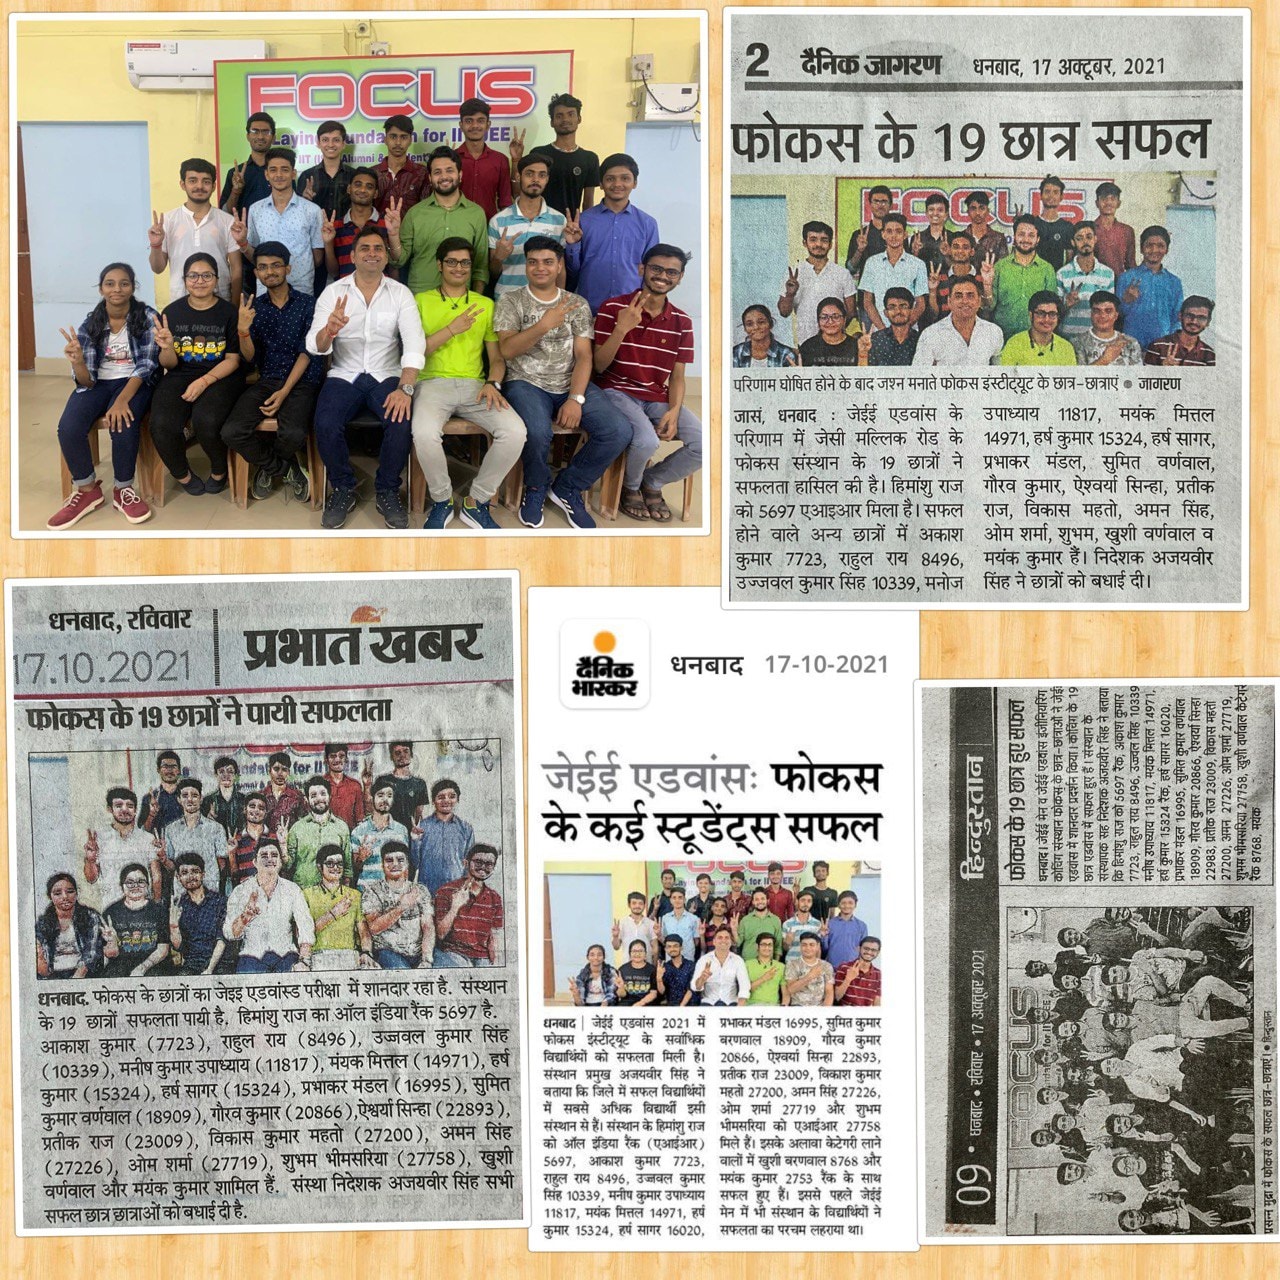 FOCUS
Laying Foundation for IIT-JEE
2 दैनिक जागरण धनबाद, 17 अक्टूबर, 2021
फोकस के 19 छात्र सफल
FOCUS
परिणाम घोषित होने के बाद जश्न मनाते फोकस इंस्टीट्यूट के छात्र-छात्राएं ● जागरण
जासं, धनबाद : जेईई एडवांस के
परिणाम में जेसी मल्लिक रोड के
फोकस संस्थान के 19 छात्रों ने
सफलता हासिल की है। हिमांशु राज
को 5697 एआइआर मिला है। सफल
होने वाले अन्य छात्रों में अकाश
कुमार 7723, राहुल राय 8496,
उज्जवल कुमार सिंह 10339, मनोज
उपाध्याय 11817, मयंक मित्तल
14971, हर्ष कुमार 15324, हर्ष सागर,
प्रभाकर मंडल, सुमित वर्णवाल,
गौरव कुमार, ऐश्वर्या सिन्हा, प्रतीक
राज, विकास महतो, अमन सिंह,
ओम शर्मा, शुभम, खुशी वर्णवाल व
मयंक कुमार हैं। निदेशक अजयवीर
सिंह ने छात्रों को बधाई दी।
धनबाद, रविवार
17.10.2021
प्रभात खबर
फोकस के 19 छात्रों ने पायी सफलता
धनबाद. फोकस के छात्रों का जेइइ एडवांस्ड परीक्षा में शानदार रहा है. संस्थान
के 19 छात्रों सफलता पायी है. हिमांशु राज का ऑल इंडिया रैंक 5697 है.
आकाश कुमार (7723), राहुल राय (8496), उज्जवल कुमार सिंह
(10339), मनीष कुमार उपाध्याय (11817), मयंक मित्तल (14971), हर्ष
कुमार (15324), हर्ष सागर (15324), प्रभाकर मंडल (16995), सुमित
कुमार वर्णवाल (18909), गौरव कुमार (20866), ऐश्वर्या सिन्हा (22893),
प्रतीक राज (23009), विकास कुमार महतो (27200), अमन सिंह
(27226), ओम शर्मा (27719), शुभम भीमसरिया (27758), खुशी
वर्णवाल और मयंक कुमार शामिल हैं. संस्था निदेशक अजयवीर सिंह सभी
सफल छात्र छात्राओं को बधाई दी है.
दैनिक
भास्कर
धनबाद 17-10-2021
जेईई एडवांसः फोकस
के कई स्टूडेंट्स सफल
धनबाद | जेईई एडवांस 2021 में
फोकस इंस्टीट्यूट के सर्वाधिक
विद्यार्थियों को सफलता मिली है।
संस्थान प्रमुख अजयवीर सिंह ने
बताया कि जिले में सफल विद्यार्थियों
में सबसे अधिक विद्यार्थी इसी
संस्थान से हैं। संस्थान के हिमांशु राज
को ऑल इंडिया रैंक (एआईआर)
5697, आकाश कुमार 7723,
राहुल राय 8496, उज्जवल कुमार
सिंह 10339, मनीष कुमार उपाध्याय
11817, मयंक मित्तल 14971, हर्ष
कुमार 15324, हर्ष सागर 16020,
प्रभाकर मंडल 16995, सुमित कुमार
बरणवाल 18909, गौरव कुमार
20866, ऐश्वर्या सिन्हा 22893,
प्रतीक राज 23009, विकाश कुमार
महतो 27200, अमन सिंह 27226,
ओम शर्मा 27719 और शुभम
भीमसरिया को एआईआर 27758
मिले हैं। इसके अलावा केटेगरी लाने
वालों में खुशी बरणवाल 8768 और
मयंक कुमार 2753 रैंक के साथ
सफल हुए हैं। इससे पहले जेईई
मेन में भी संस्थान के विद्यार्थियों ने
सफलता का परचम लहराया था।
09 • धनबाद • रविवार • 17 अक्तूबर 2021
हिन्दुस्तान
फोकस के 19 छात्र हुए सफल
धनबाद। जेईई मेन व जेईई एडवांस इंजीनियरिंग
कोचिंग संस्थान फोकस के छात्र-छात्राओं ने जेईई
एडवांस में शानदार प्रदर्शन किया। कोचिंग के 19
छात्र एडवांस में सफल हुए हैं। संस्थान के
संस्थापक सह निदेशक अजयवीर सिंह ने बताया
कि हिमांशु राज को 5697 रैंक, आकाश कुमार
7723, राहुल राय 8496, उज्वल सिंह 10339
मनीष उपाध्याय 11817, मयंक मित्तल 14971,
हर्ष कुमार 15324 रैंक, हर्ष सागर 16020,
प्रभाकर मंडल 16995, सुमित कुमार वर्णवाल
18909, गौरव कुमार 20866, ऐश्वर्या सिन्हा
22983, प्रतीक राज 23009, विकास महतो
27200, अमन 27226, ओम शर्मा 27719,
शुभम भीमसरिया 27758, खुशी वर्णवाल कैटेगरी
रैंक 8768, मयंक
प्रसन्न मुद्रा में फोकस के सफल छात्र-छात्राएं। • हिन्दुस्तान